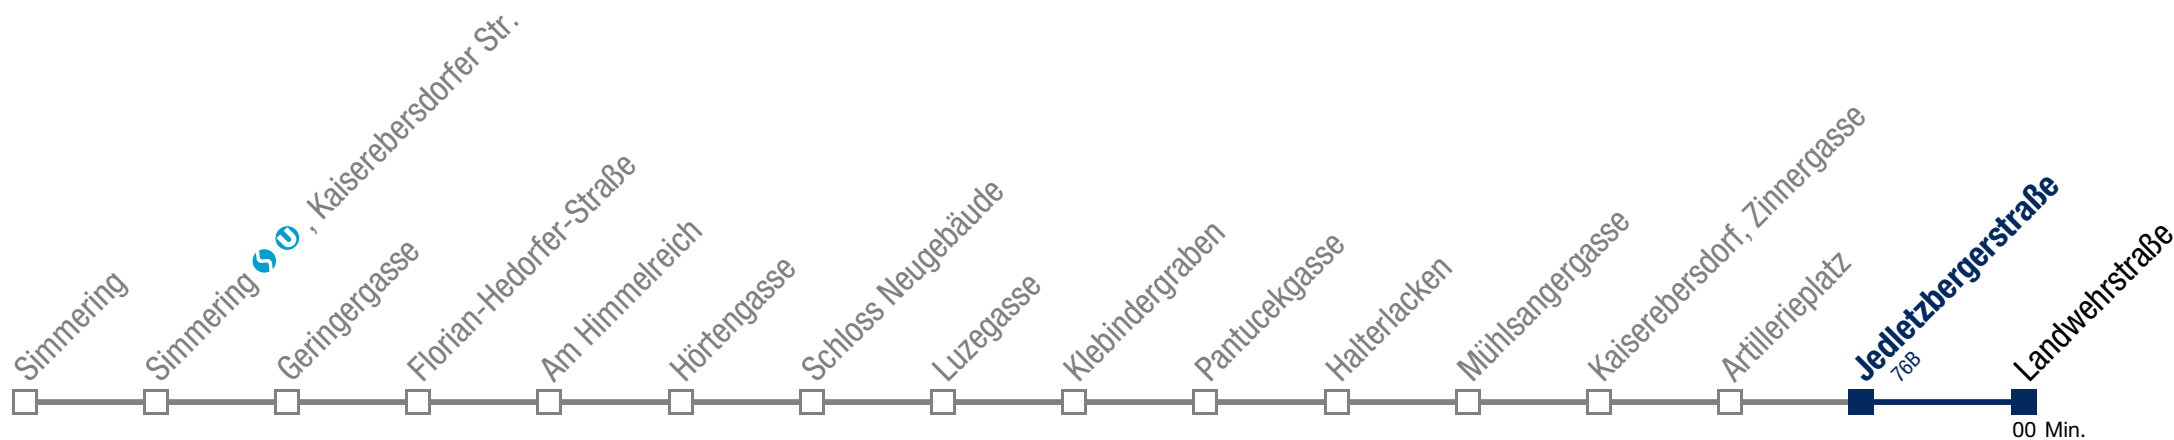 Simmering
Simmering S U , Kaiserebersdorfer Str.
Geringergasse
Florian-Hedorfer-Straße
Am Himmelreich
Hörtengasse
Schloss Neugebäude
Luzegasse
Klebindergraben
Pantucekgasse
Halterlacken
Mühlsangergasse
Kaiserebersdorf, Zinnergasse
Artillerieplatz
Jedletzbergerstraße
76B
Landwehrstraße
00 Min.